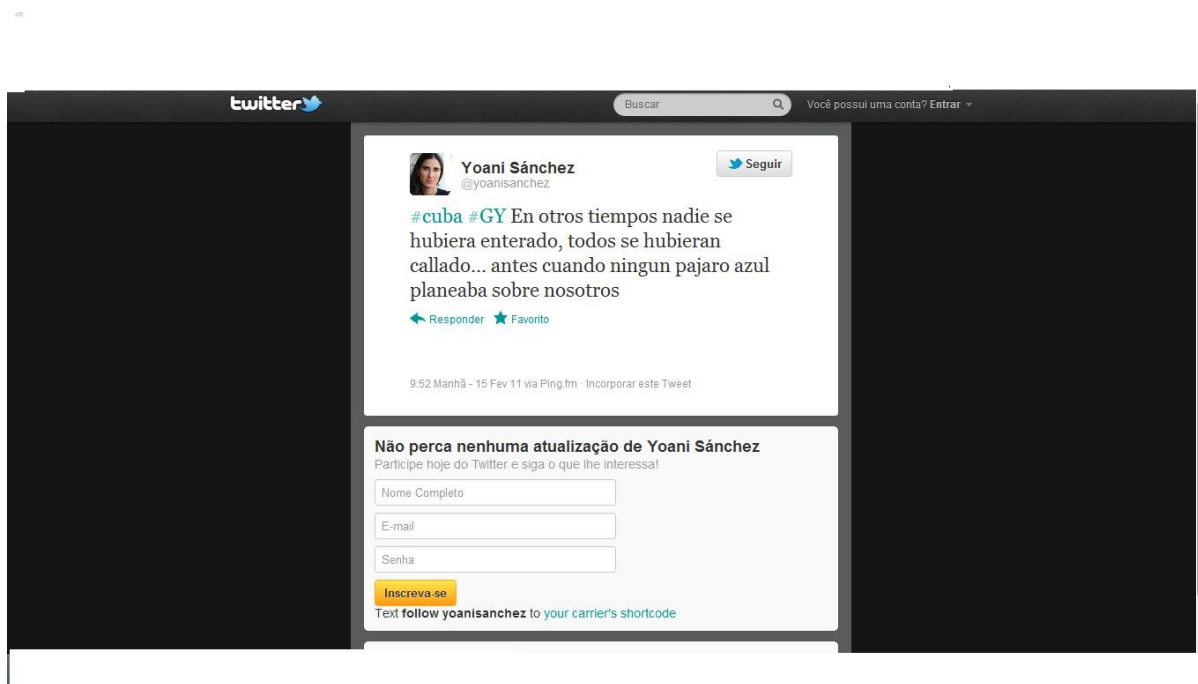 twitter
Buscar
Você possui uma conta? Entrar
Yoani Sánchez
@yoanisanchez
Seguir
#cuba #GY En otros tiempos nadie se
hubiera enterado, todos se hubieran
callado... antes cuando ningun pajaro azul
planeaba sobre nosotros
Responder Favorito
9:52 Manhã - 15 Fev 11 via Ping.fm · Incorporar este Tweet
Não perca nenhuma atualização de Yoani Sánchez
Participe hoje do Twitter e siga o que lhe interessa!
Nome Completo
E-mail
Senha
Inscreva-se
Text follow yoanisanchez to your carrier's shortcode